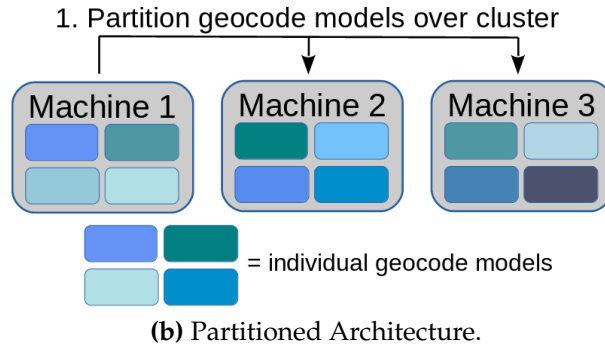 1. Partition geocode models over cluster
Machine 1
Machine 2
Machine 3
= individual geocode models
(b) Partitioned Architecture.